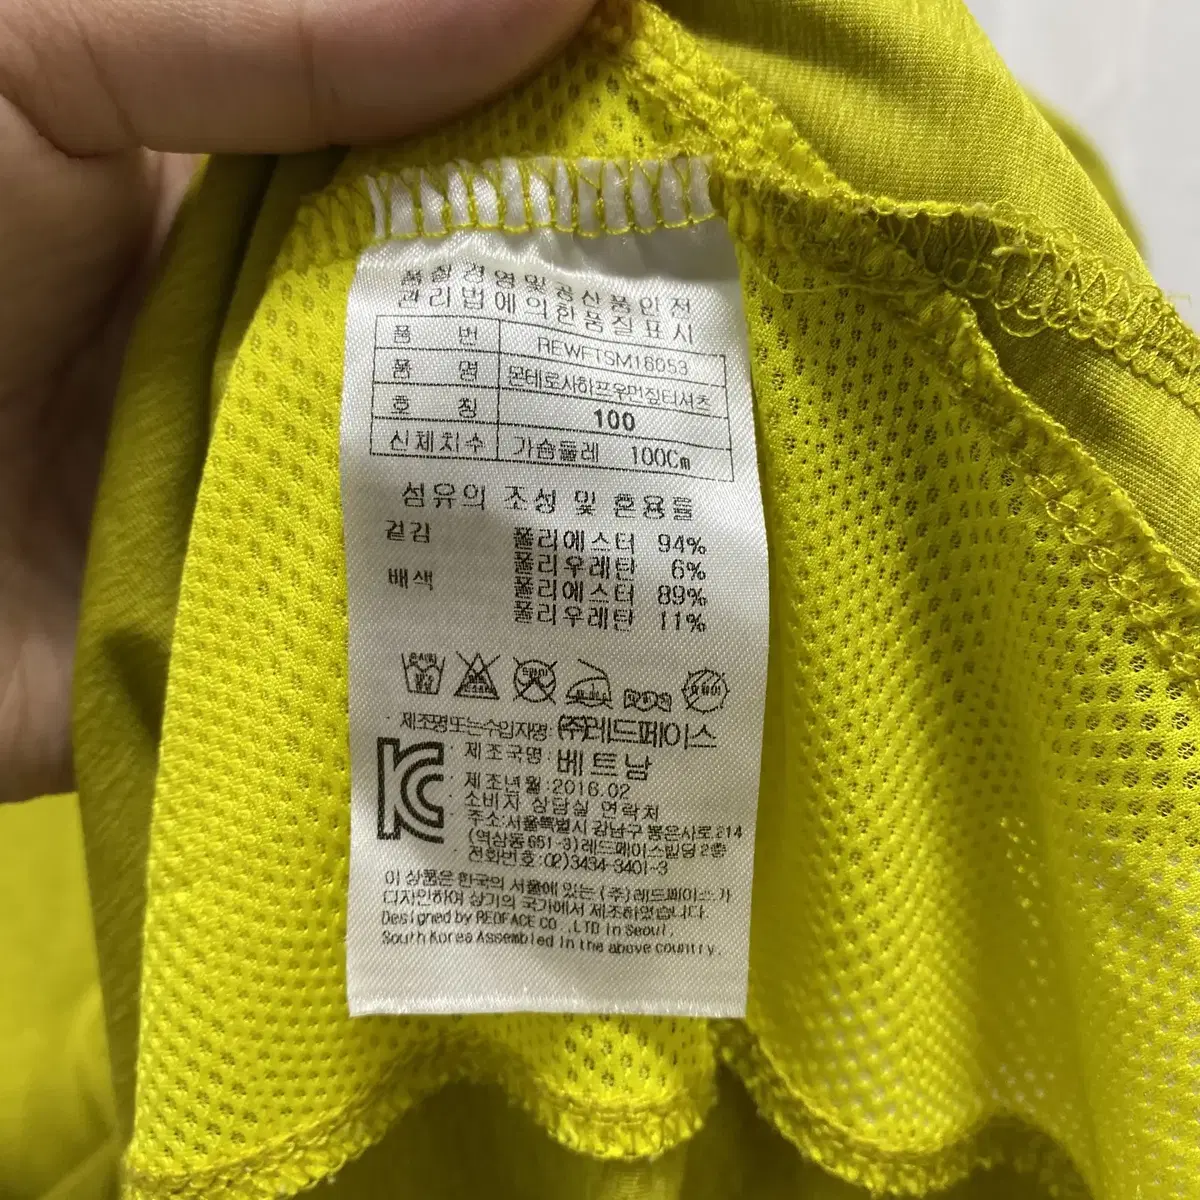 품질경영및공산품안전
관리법에의한품질표시
품 번 REWFTSM16053
품 명 몬테로사하프우먼짚티셔츠
호 칭 100
신체치수 가슴둘레 100Cm
섬유의 조성 및 혼용률
겉감 폴리에스터 94%
폴리우레탄 6%
배색 폴리에스터 89%
폴리우레탄 11%
· 제조명또는수입자명: (주)레드페이스
· 제조국명: 베트남
· 제조년월:2016.02
· 소비자 상담실 연락처
주소:서울특별시 강남구 봉은사로 214
(역삼동 651-3)레드페이스빌딩 2층
· 전화번호:02)3434-3401-3
이 상품은 한국의 서울에 있는 (주)레드페이스가
디자인하여 상기의 국가에서 제조하였습니다.
Designed by REDFACE CO.,LTD in Seoul,
South Korea Assembled in the above country.